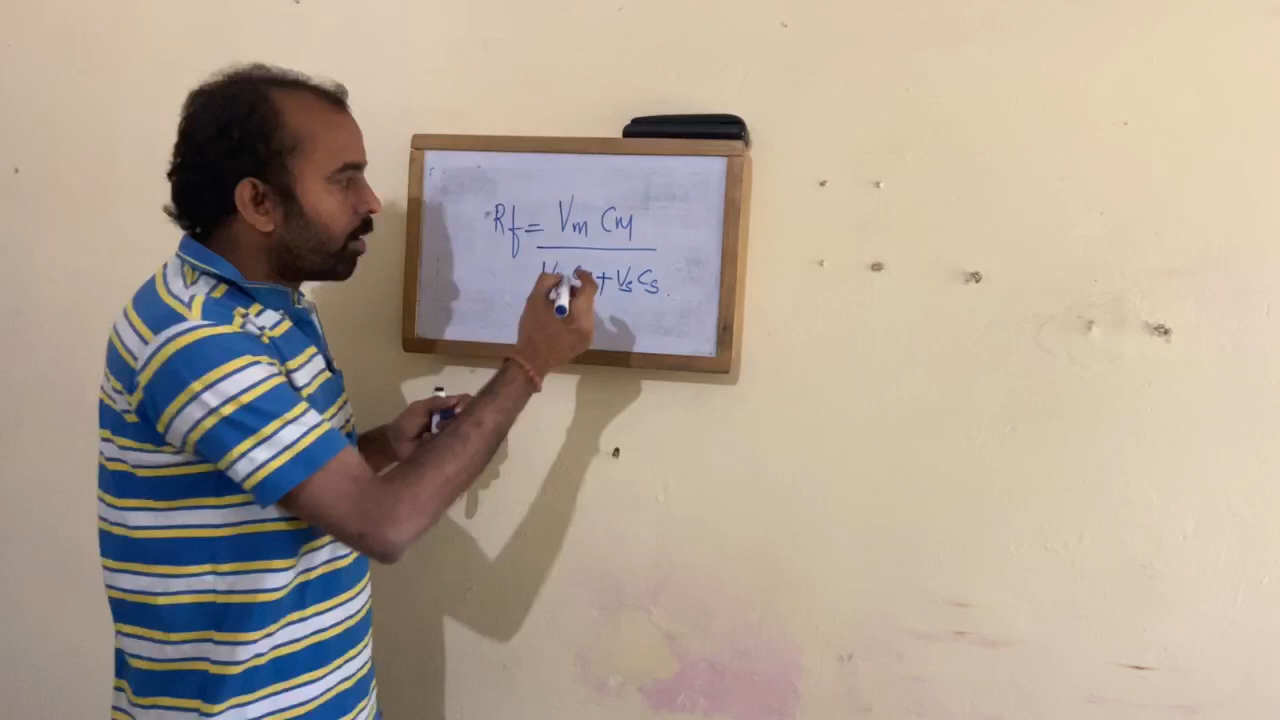 Rf = Vm CM
+ Vs Cs